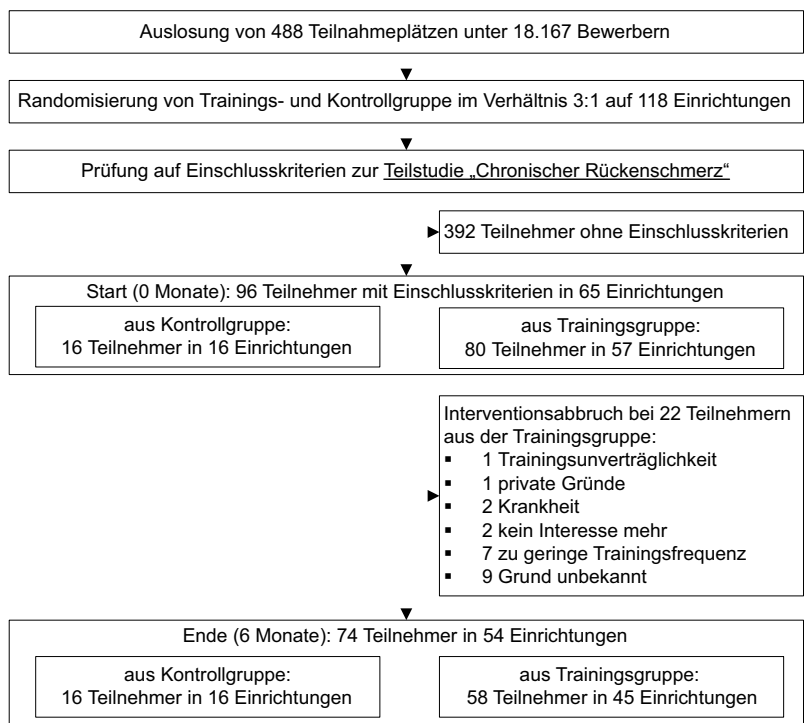 Auslosung von 488 Teilnahmeplätzen unter 18.167 Bewerbern
Randomisierung von Trainings- und Kontrollgruppe im Verhältnis 3:1 auf 118 Einrichtungen
Prüfung auf Einschlusskriterien zur Teilstudie „Chronischer Rückenschmerz“
392 Teilnehmer ohne Einschlusskriterien
Start (0 Monate): 96 Teilnehmer mit Einschlusskriterien in 65 Einrichtungen
aus Kontrollgruppe:
16 Teilnehmer in 16 Einrichtungen
aus Trainingsgruppe:
80 Teilnehmer in 57 Einrichtungen
Interventionsabbruch bei 22 Teilnehmern
aus der Trainingsgruppe:
▪ 1 Trainingsunverträglichkeit
▪ 1 private Gründe
▪ 2 Krankheit
▪ 2 kein Interesse mehr
▪ 7 zu geringe Trainingsfrequenz
▪ 9 Grund unbekannt
Ende (6 Monate): 74 Teilnehmer in 54 Einrichtungen
aus Kontrollgruppe:
16 Teilnehmer in 16 Einrichtungen
aus Trainingsgruppe:
58 Teilnehmer in 45 Einrichtungen